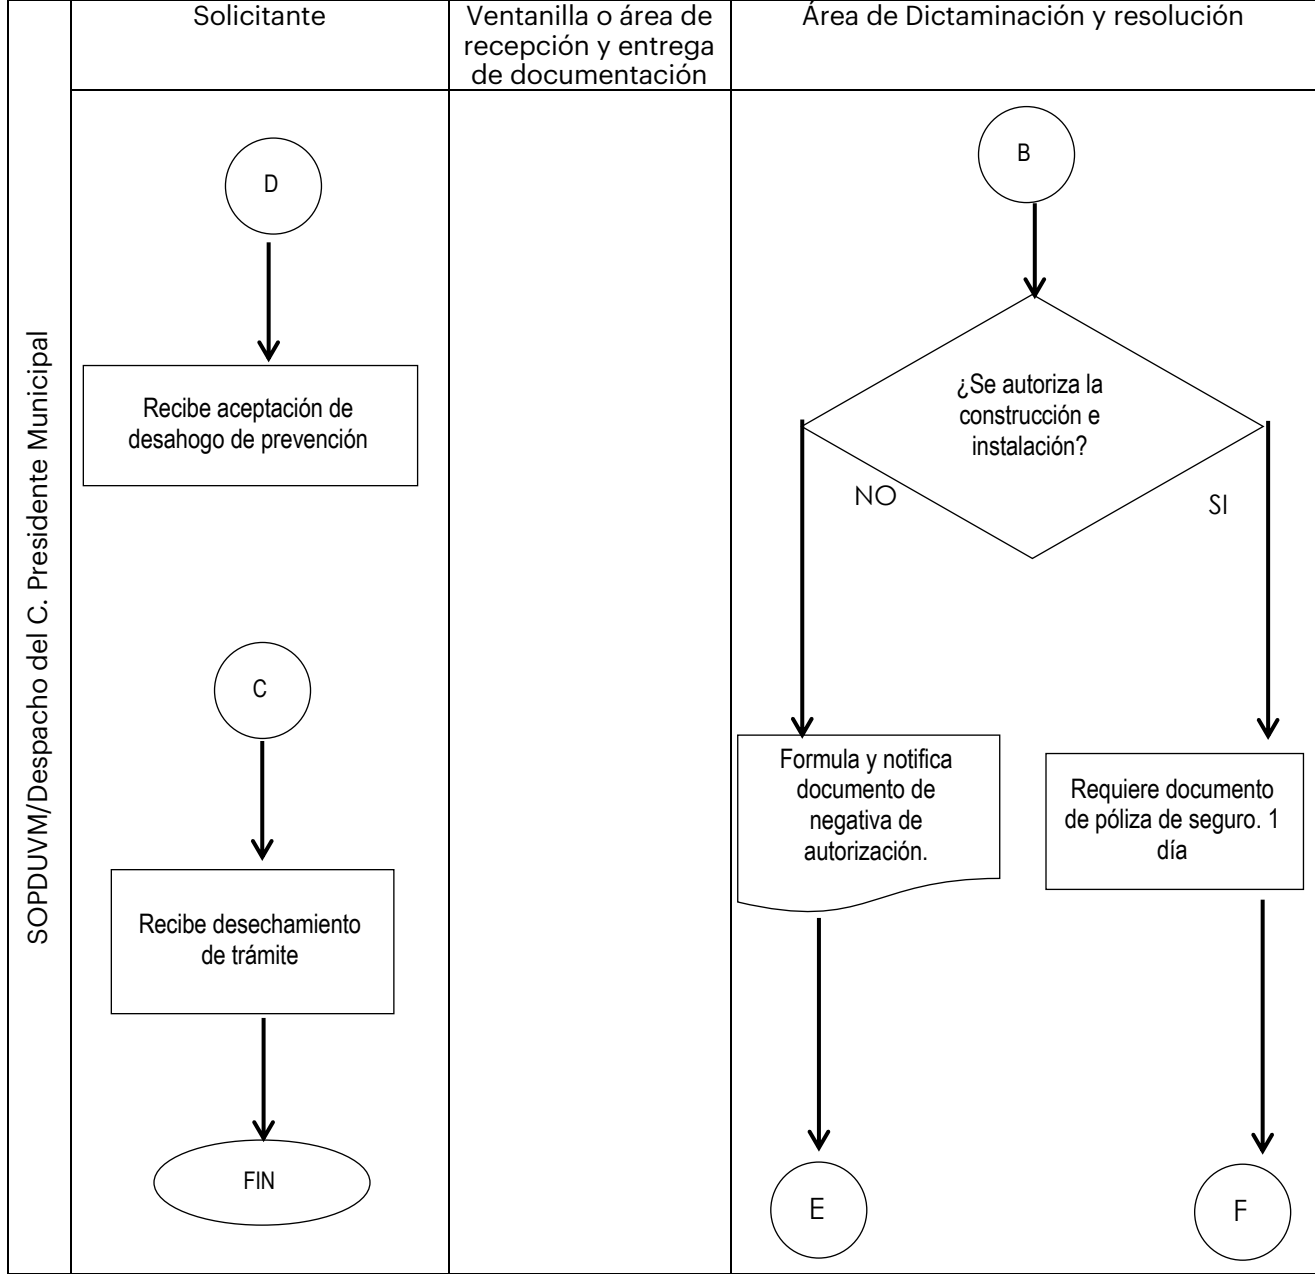 Solicitante
Ventanilla o área de
recepción y entrega
de documentación
Área de Dictaminación y resolución
SOPDUVM/Despacho del C. Presidente Municipal
D
Recibe aceptación de
desahogo de prevención
C
Recibe desechamiento
de trámite
FIN
B
¿Se autoriza la
construcción e
instalación?
NO
SI
Formula y notifica
documento de
negativa de
autorización.
Requiere documento
de póliza de seguro. 1
día
E
F